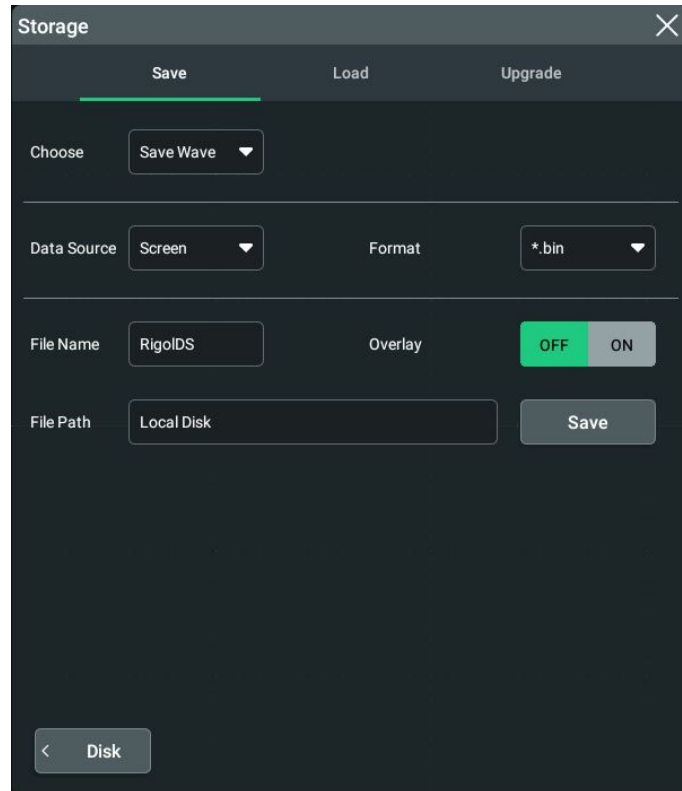 Storage
Save Load Upgrade
Choose Save Wave
Data Source Screen Format *.bin
File Name RigolDS Overlay OFF ON
File Path Local Disk Save
< Disk